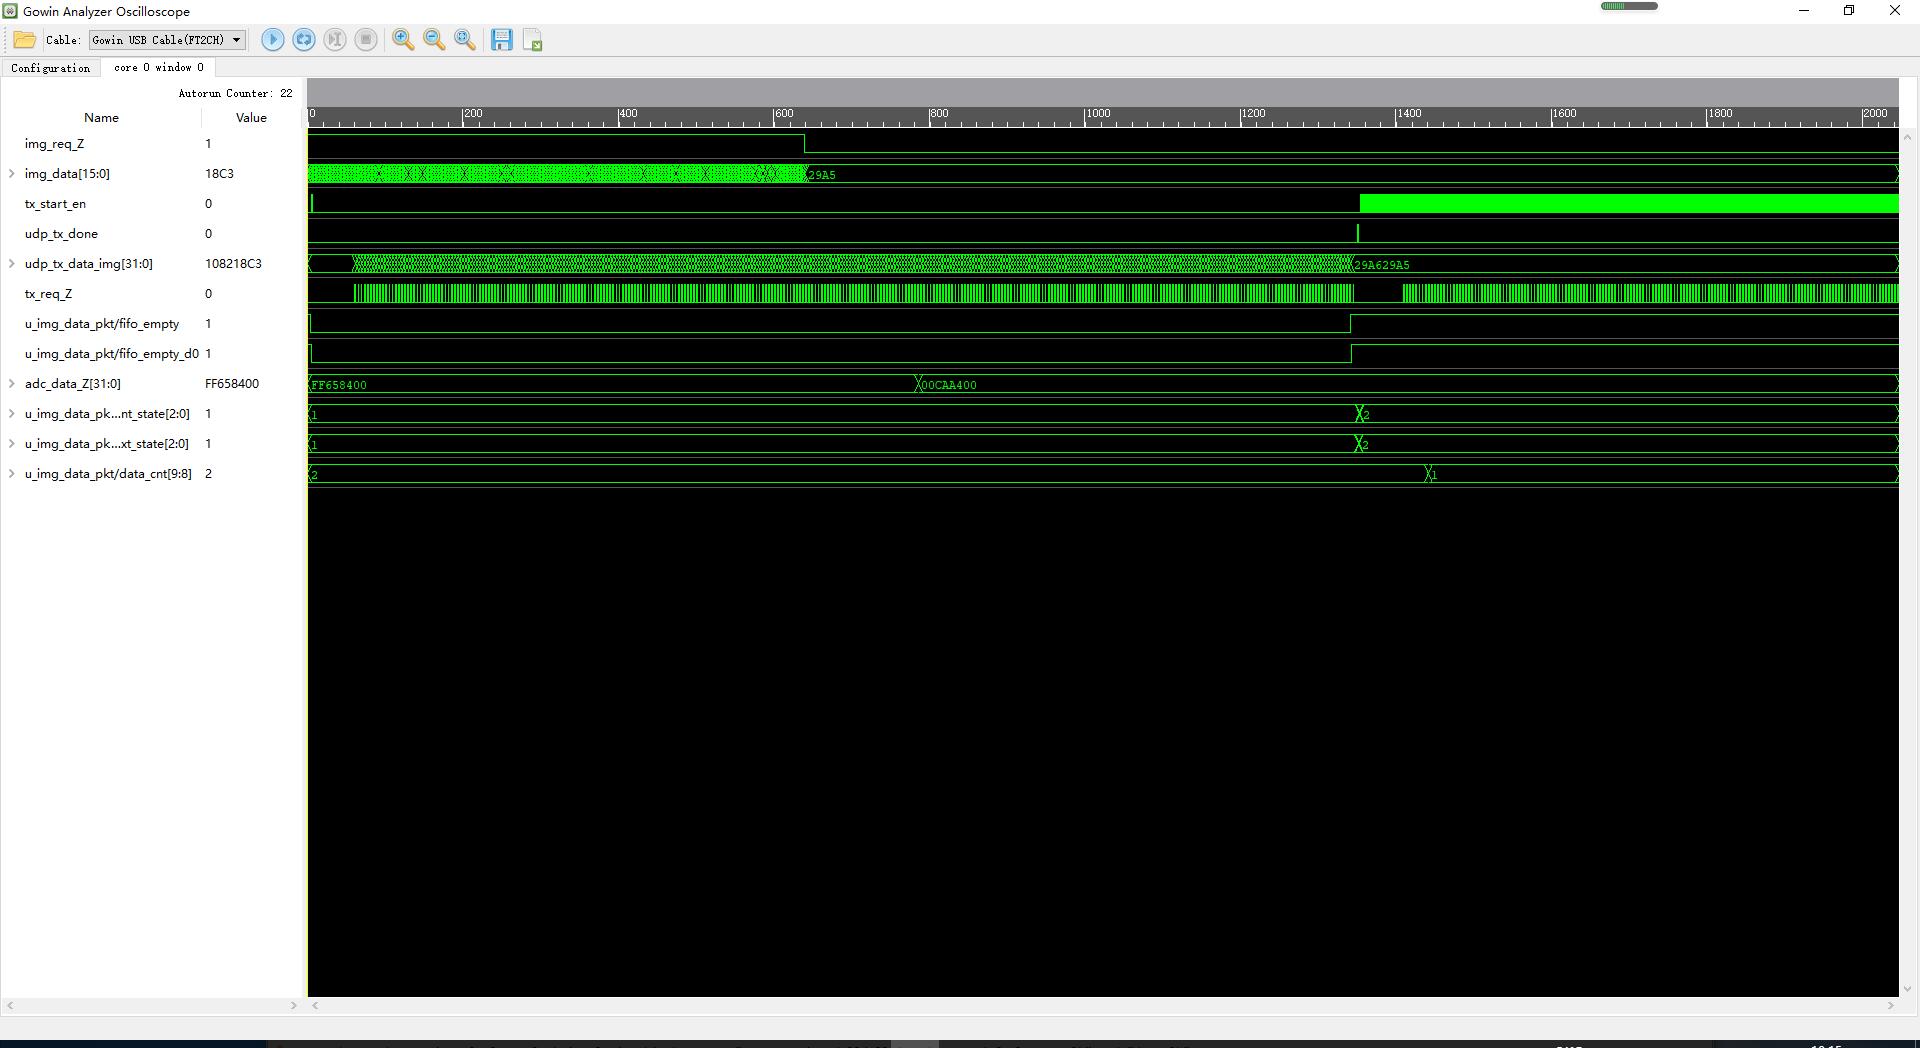 Gowin Analyzer Oscilloscope
Cable: Gowin USB Cable(FT2CH)
Configuration core 0 window 0
Autorun Counter: 22
Name Value
0 200 400 600 800 1000 1200 1400 1600 1800 2000
img_req_Z 1
img_data[15:0] 18C3 29A5
tx_start_en 0
udp_tx_done 0
udp_tx_data_img[31:0] 108218C3 29A629A5
tx_req_Z 0
u_img_data_pkt/fifo_empty 1
u_img_data_pkt/fifo_empty_d0 1
adc_data_Z[31:0] FF658400 FF658400 00CAA400
u_img_data_pk...nt_state[2:0] 1 1 2
u_img_data_pk...xt_state[2:0] 1 1 2
u_img_data_pkt/data_cnt[9:8] 2 2 1